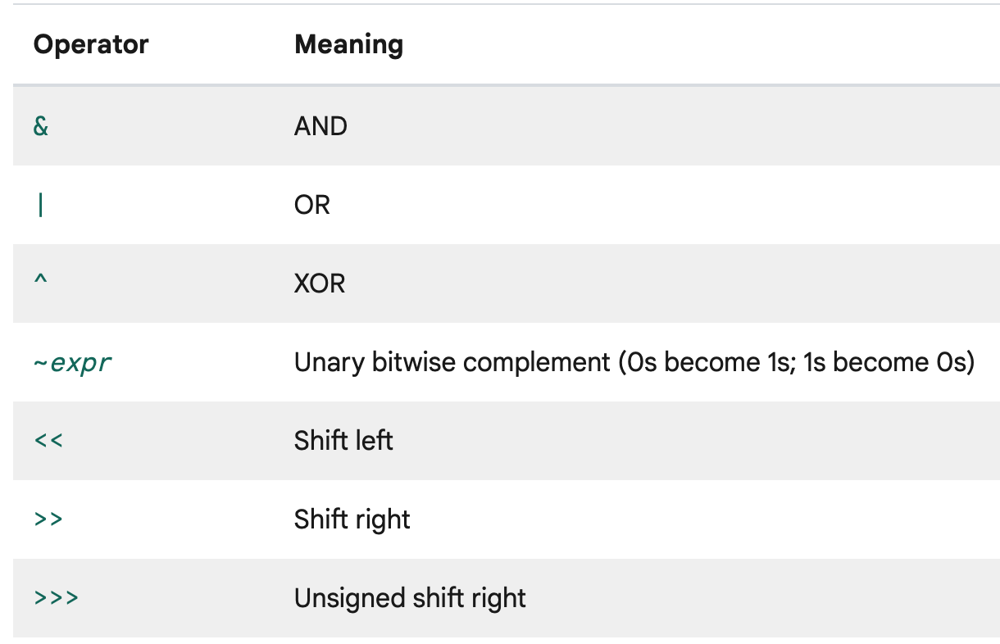 Operator Meaning
& AND
| OR
^ XOR
~expr Unary bitwise complement (0s become 1s; 1s become 0s)
<< Shift left
>> Shift right
>>> Unsigned shift right